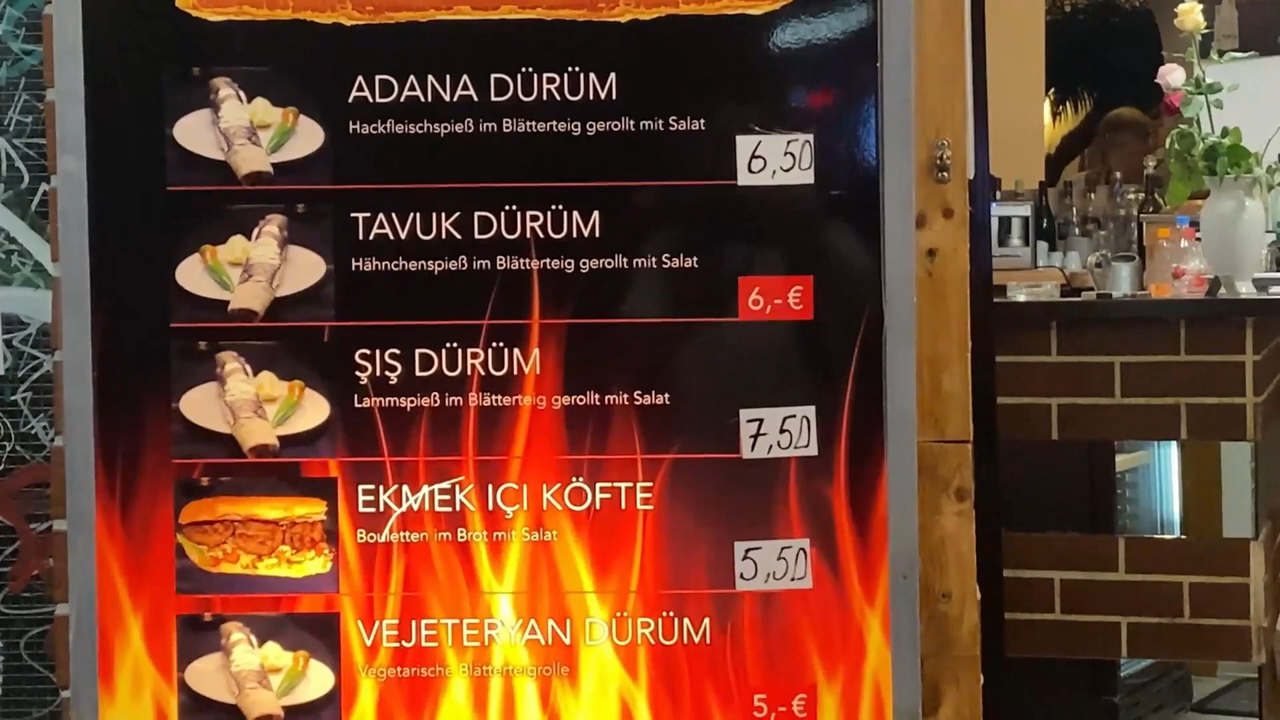 ADANA DÜRÜM
Hackfleischspieß im Blätterteig gerollt mit Salat
6,50
TAVUK DÜRÜM
Hähnchenspieß im Blätterteig gerollt mit Salat
6,-€
ŞIŞ DÜRÜM
Lammspieß im Blätterteig gerollt mit Salat
7,50
EKMEK IÇI KÖFTE
Bouletten im Brot mit Salat
5,50
VEJETERYAN DÜRÜM
Vegetarische Blätterteigrolle
5,-€